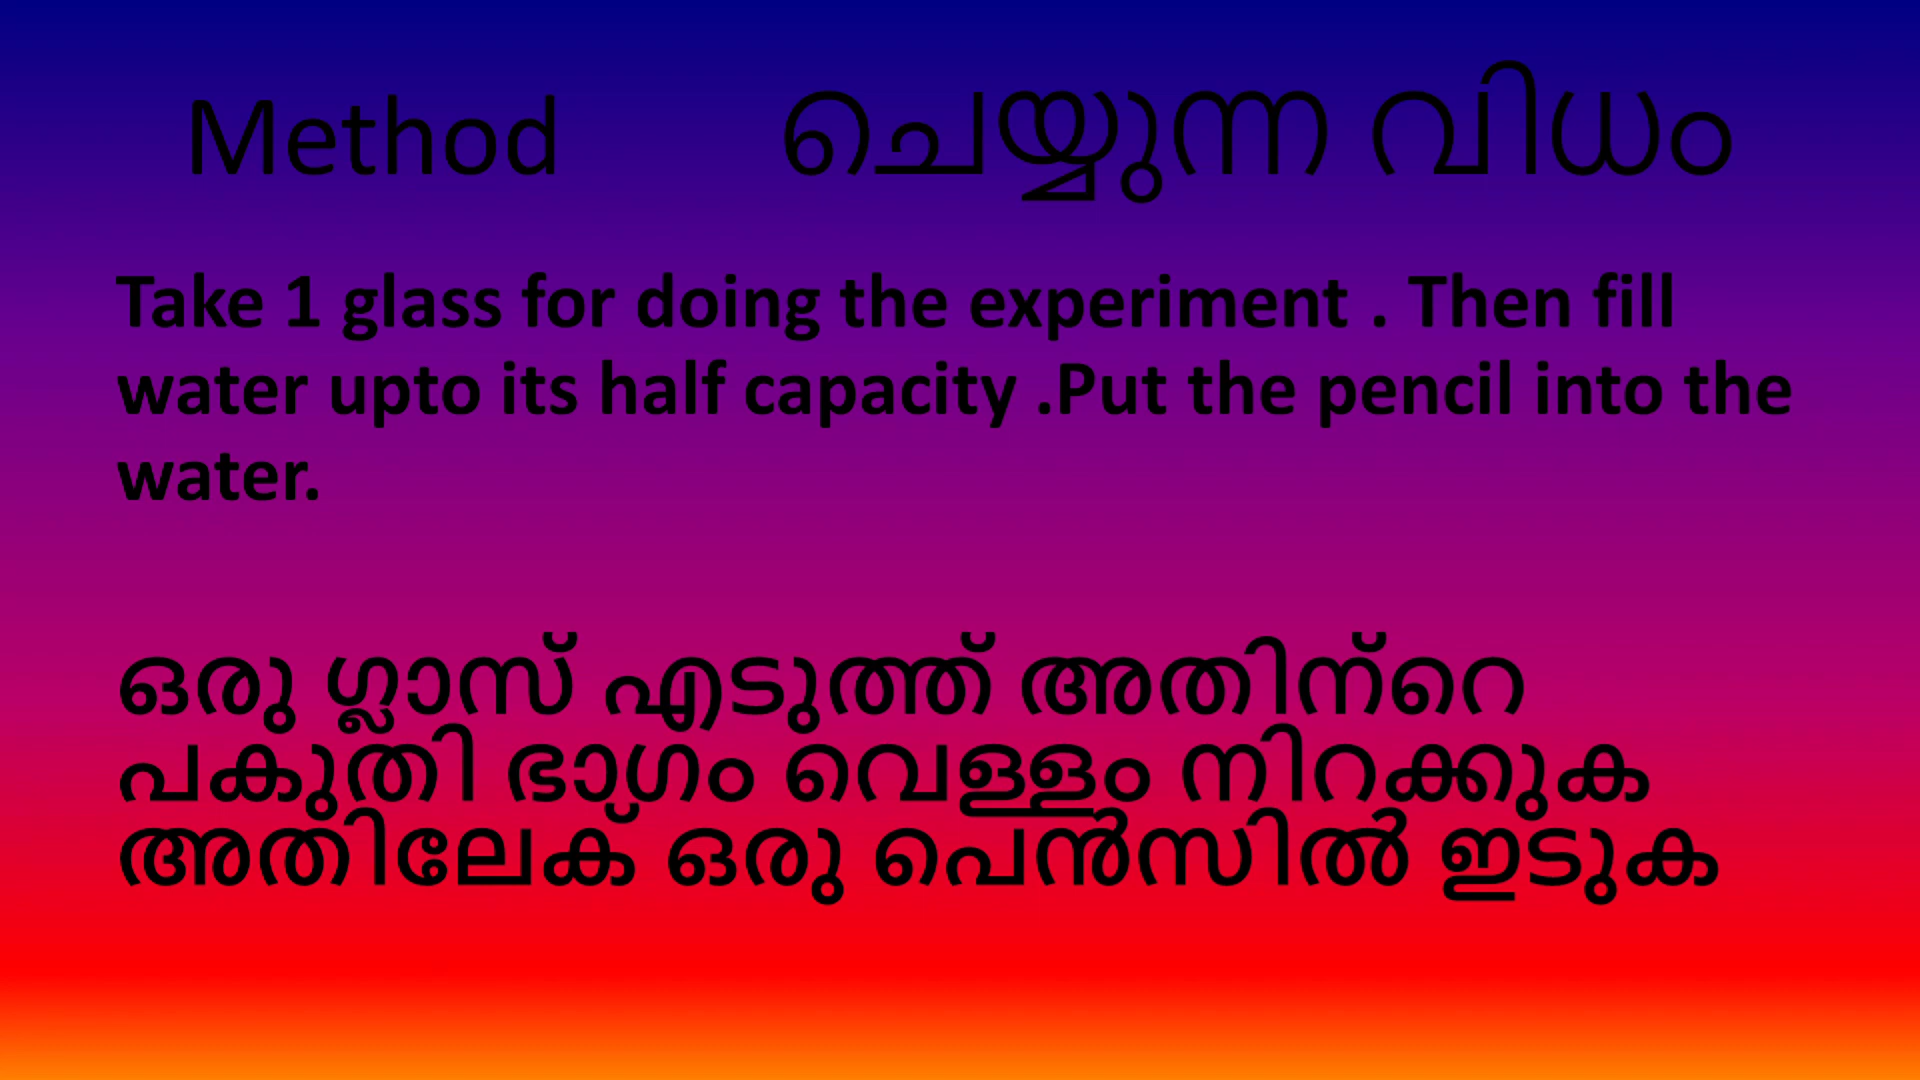 Method ചെയ്യുന്ന വിധം
Take 1 glass for doing the experiment . Then fill
water upto its half capacity .Put the pencil into the
water.
ഒരു ഗ്ലാസ് എടുത്ത് അതിന്റെ
പകുതി ഭാഗം വെള്ളം നിറക്കുക
അതിലേക് ഒരു പെൻസിൽ ഇടുക